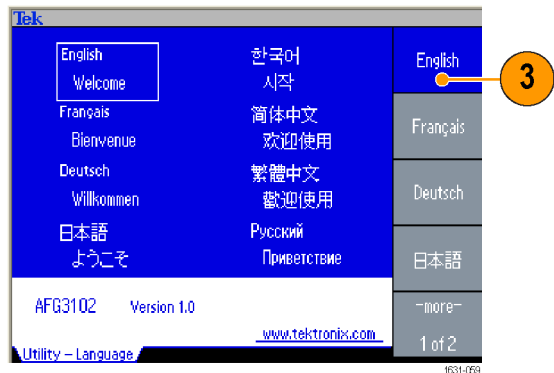 Tek
English
Welcome
Français
Bienvenue
Deutsch
Willkommen
日本語
ようこそ
한국어
시작
简体中文
欢迎使用
繁體中文
歡迎使用
Русский
Приветствие
AFG3102 Version 1.0
www.tektronix.com
Utility – Language
English
Français
Deutsch
日本語
-more-
1 of 2
3
1631-059